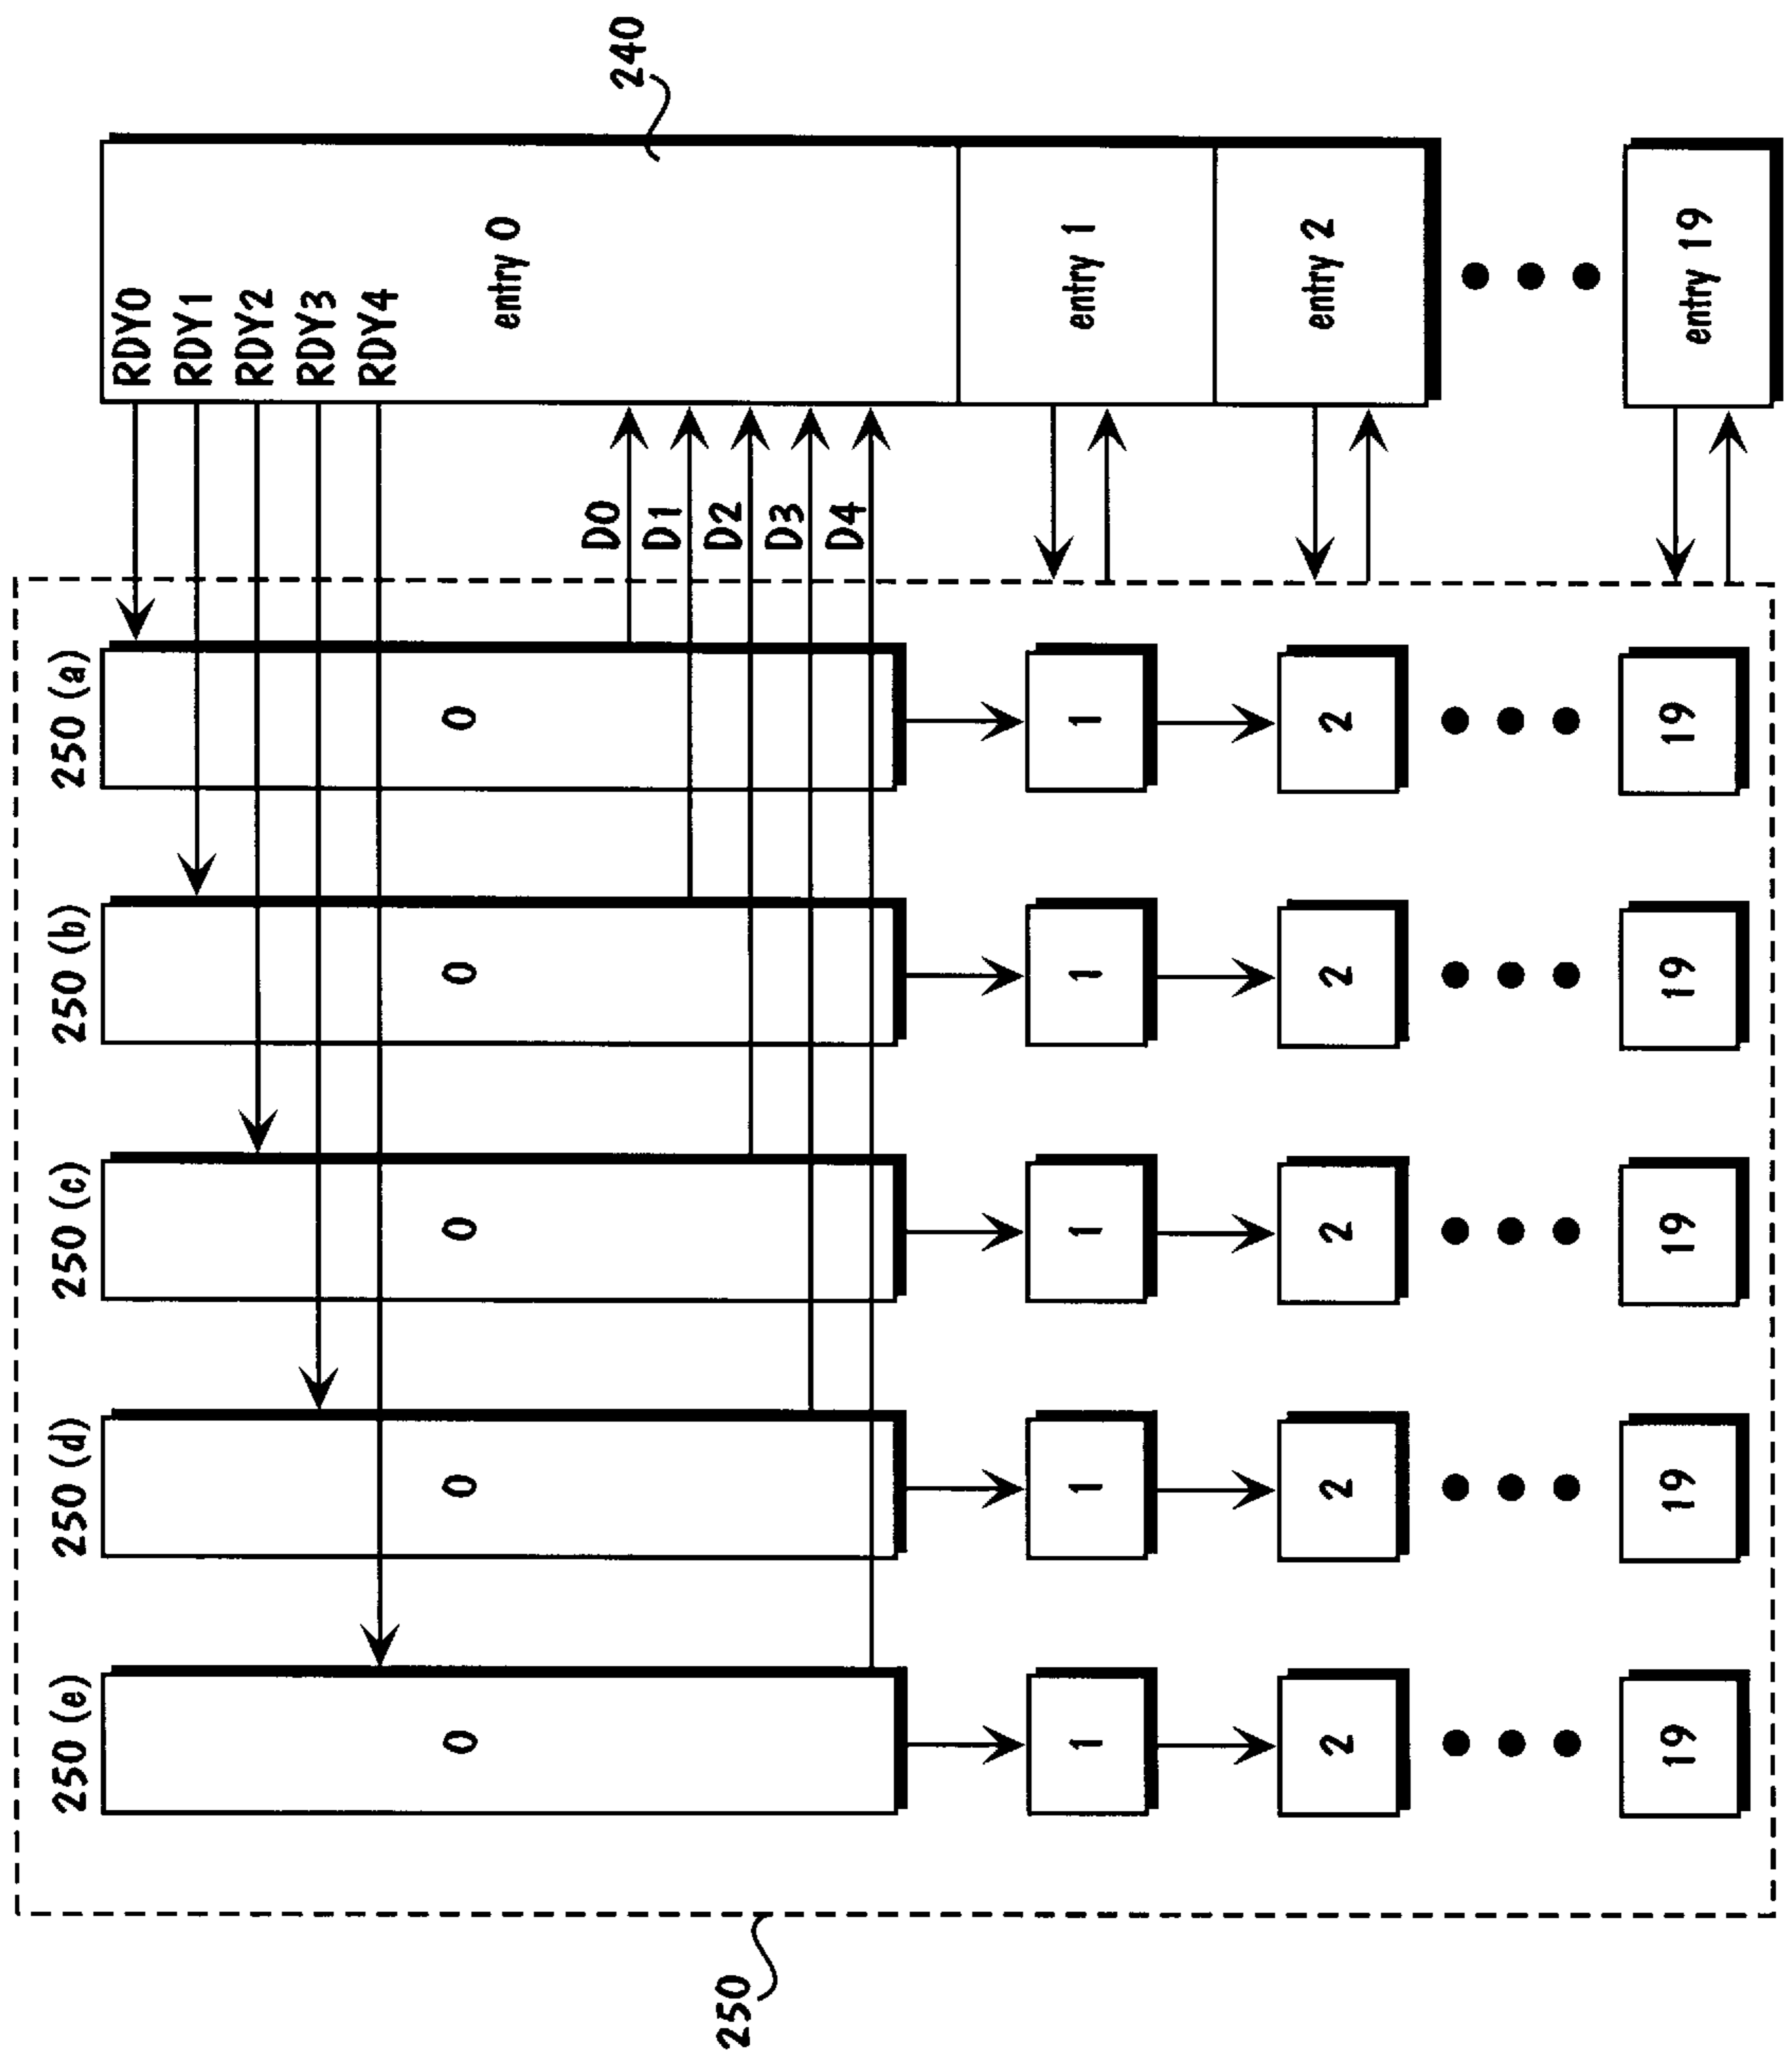 240
RDY0
RDY1
RDY2
RDY3
RDY4
entry 0
entry 1
entry 2
entry 19
D0
D1
D2
D3
D4
250 (a)
0
1
2
19
250 (b)
0
1
2
19
250 (c)
0
1
2
19
250 (d)
0
1
2
19
250 (e)
0
1
2
19
250